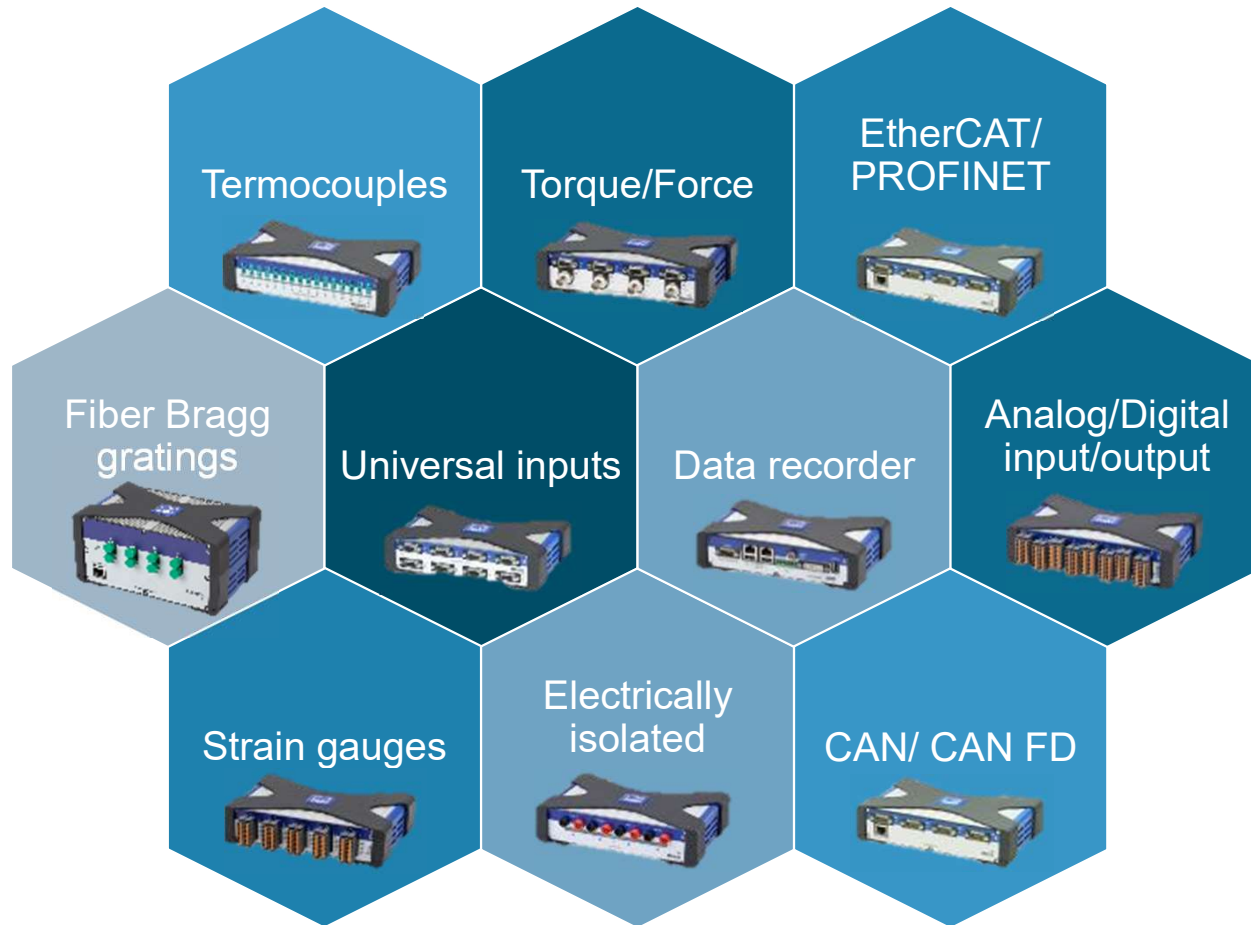 Termocouples
Torque/Force
EtherCAT/
PROFINET
Fiber Bragg
gratings
Universal inputs
Data recorder
Analog/Digital
input/output
Strain gauges
Electrically
isolated
CAN/ CAN FD